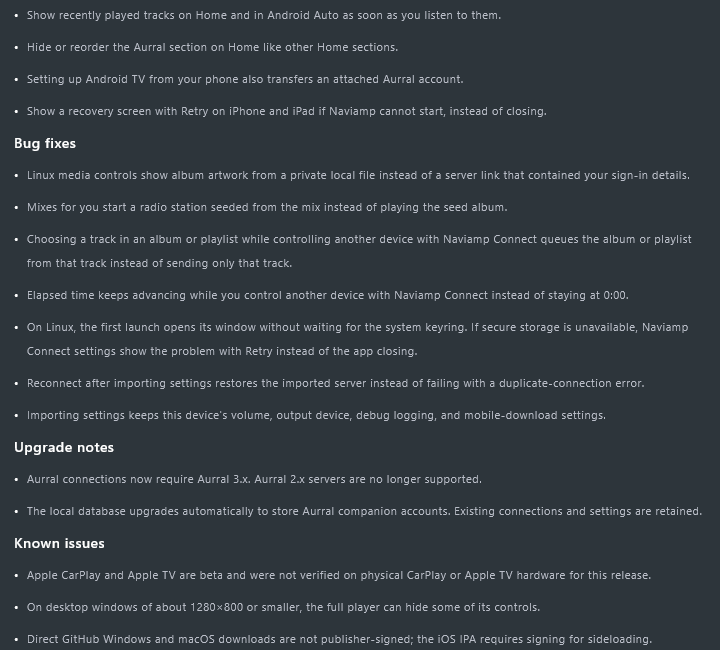 • Show recently played tracks on Home and in Android Auto as soon as you listen to them.
• Hide or reorder the Aurral section on Home like other Home sections.
• Setting up Android TV from your phone also transfers an attached Aurral account.
• Show a recovery screen with Retry on iPhone and iPad if Naviamp cannot start, instead of closing.
Bug fixes
• Linux media controls show album artwork from a private local file instead of a server link that contained your sign-in details.
• Mixes for you start a radio station seeded from the mix instead of playing the seed album.
• Choosing a track in an album or playlist while controlling another device with Naviamp Connect queues the album or playlist
from that track instead of sending only that track.
• Elapsed time keeps advancing while you control another device with Naviamp Connect instead of staying at 0:00.
• On Linux, the first launch opens its window without waiting for the system keyring. If secure storage is unavailable, Naviamp
Connect settings show the problem with Retry instead of the app closing.
• Reconnect after importing settings restores the imported server instead of failing with a duplicate-connection error.
• Importing settings keeps this device's volume, output device, debug logging, and mobile-download settings.
Upgrade notes
• Aurral connections now require Aurral 3.x. Aurral 2.x servers are no longer supported.
• The local database upgrades automatically to store Aurral companion accounts. Existing connections and settings are retained.
Known issues
• Apple CarPlay and Apple TV are beta and were not verified on physical CarPlay or Apple TV hardware for this release.
• On desktop windows of about 1280×800 or smaller, the full player can hide some of its controls.
• Direct GitHub Windows and macOS downloads are not publisher-signed; the iOS IPA requires signing for sideloading.